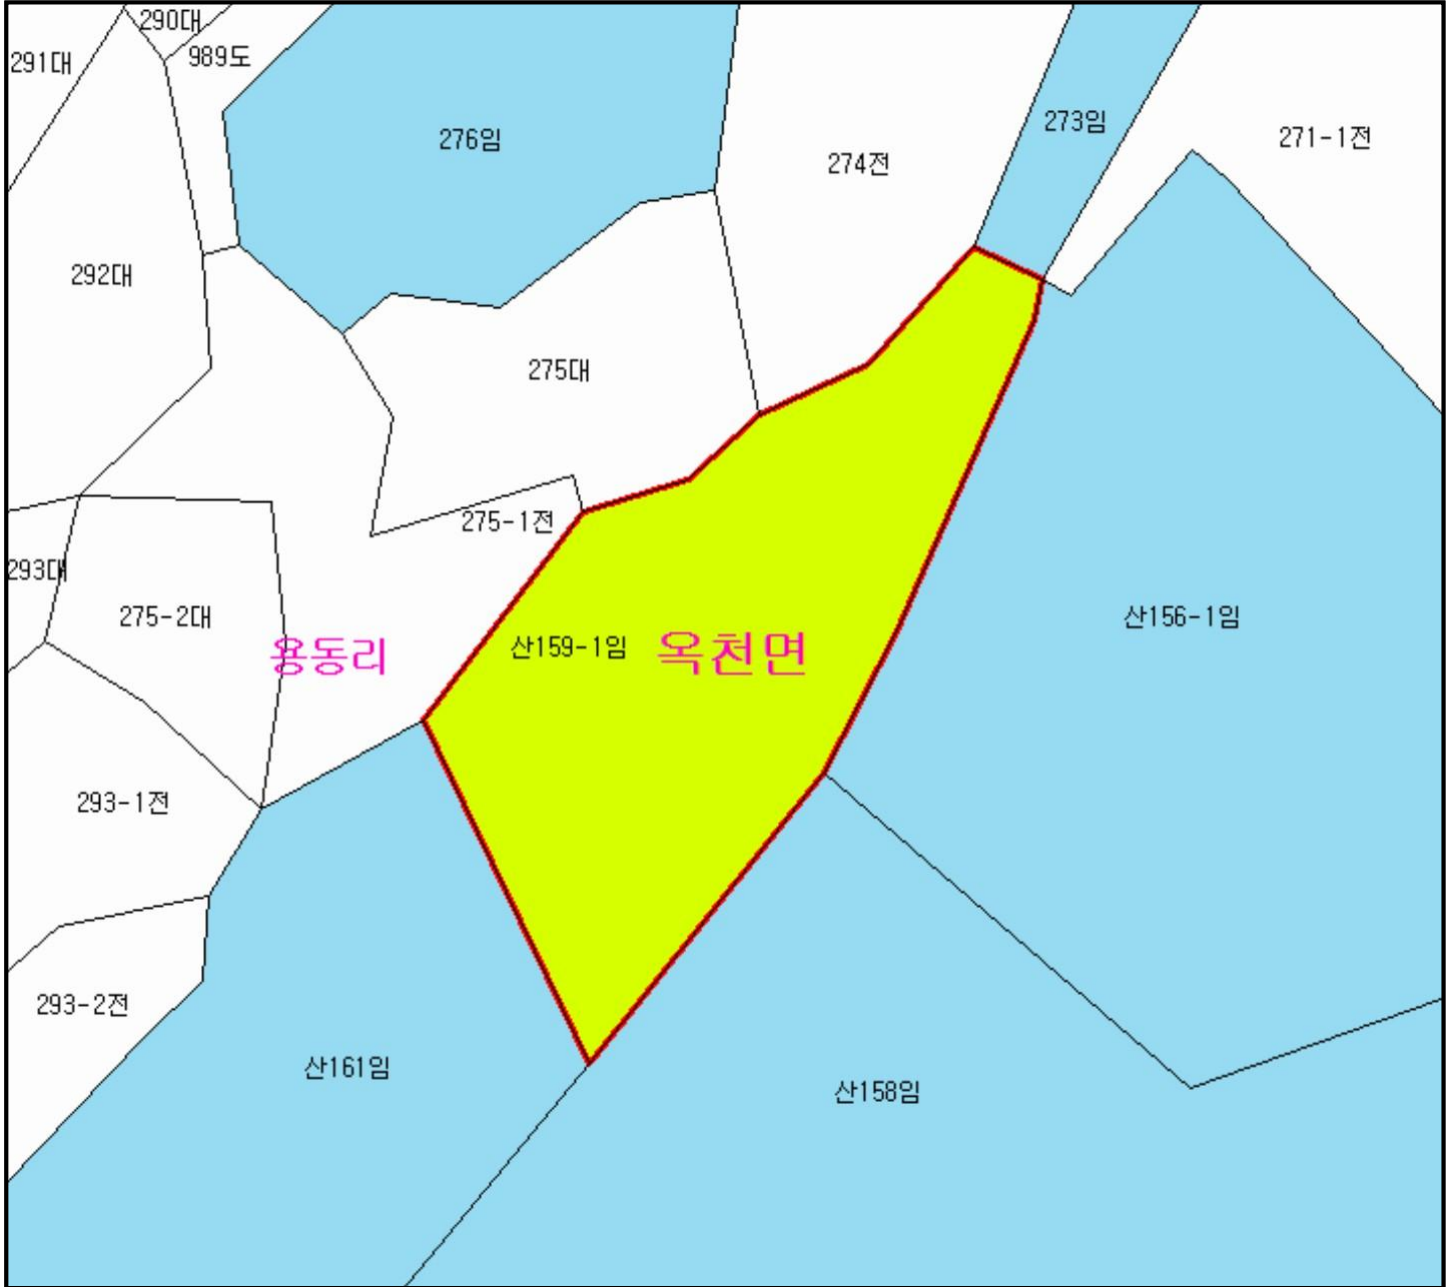 290대
291대
989도
276임
273임
271-1전
274전
292대
275대
275-1전
293대
275-2대
산156-1임
용동리
산159-1임
옥천면
293-1전
293-2전
산161임
산158임